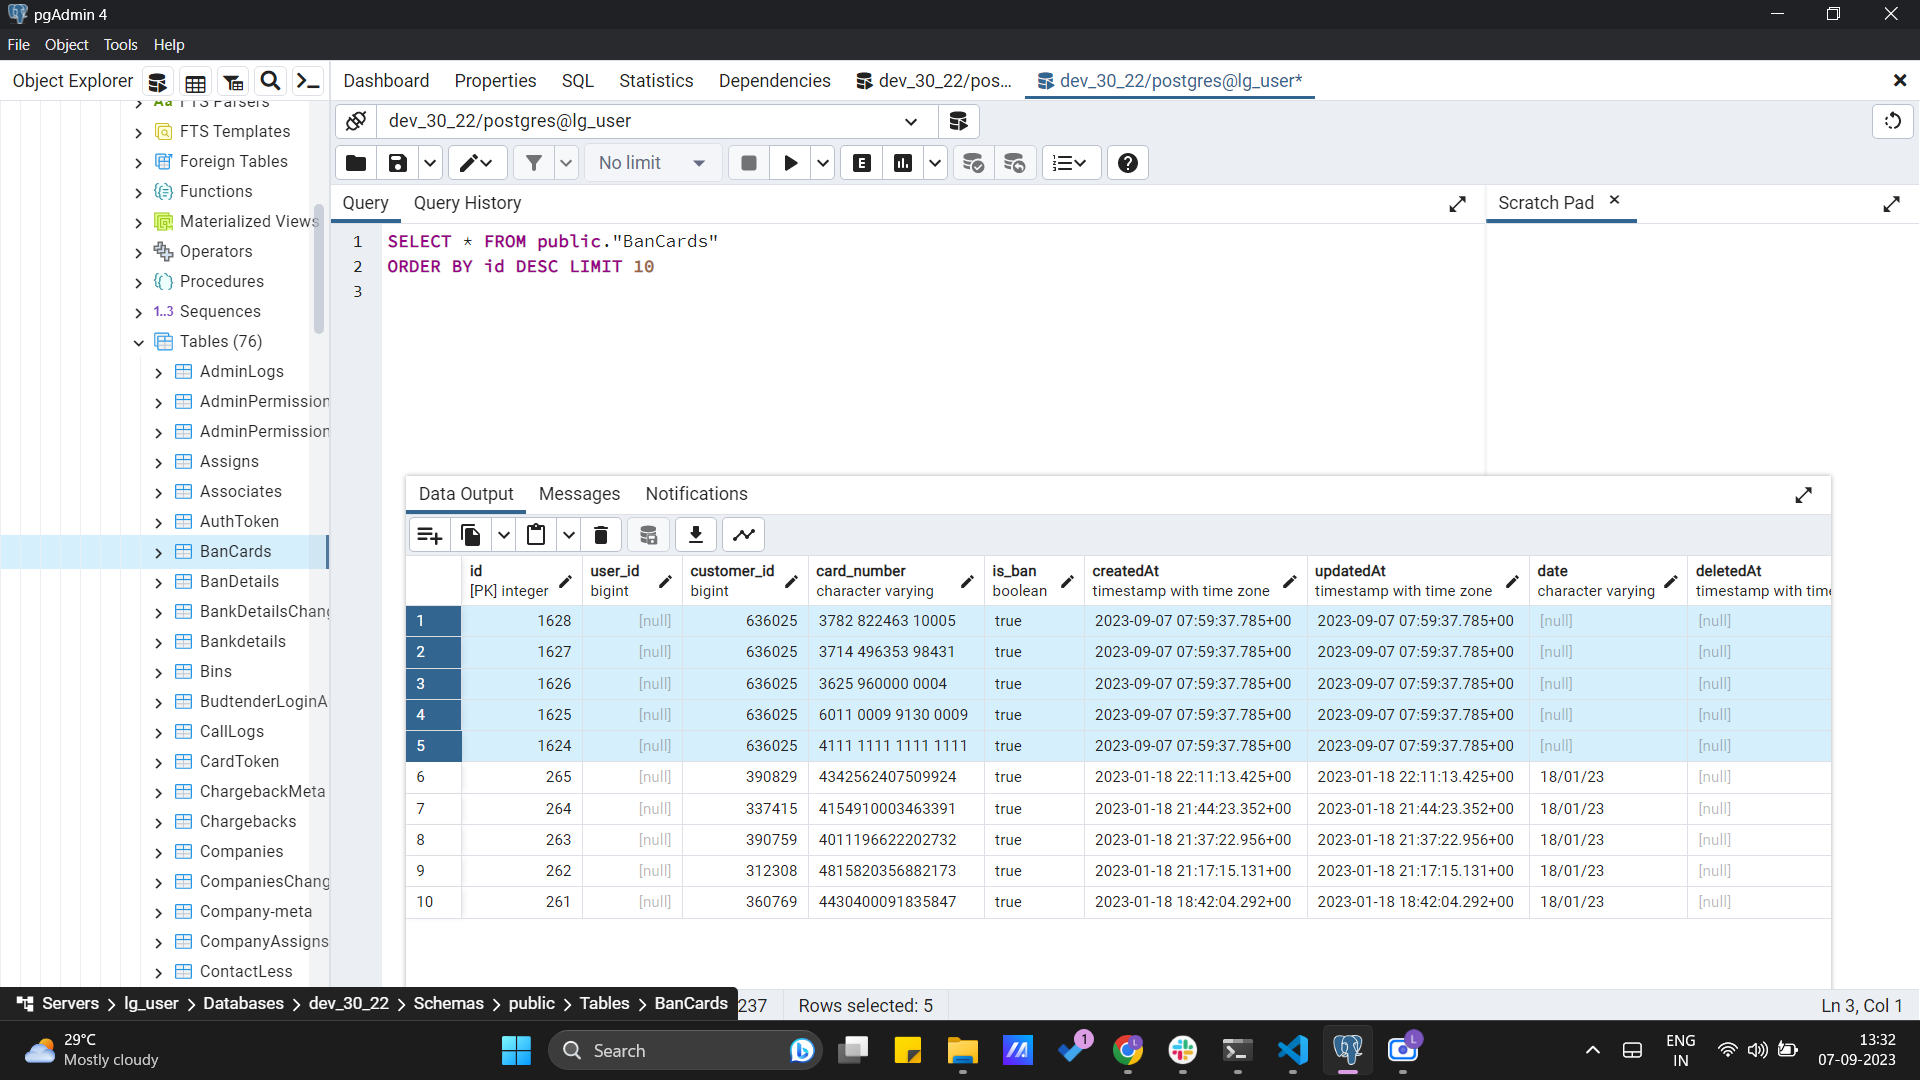 pgAdmin 4
File Object Tools Help
Object Explorer
Dashboard Properties SQL Statistics Dependencies dev_30_22/pos... dev_30_22/postgres@lg_user*
FTS Parsers
FTS Templates
Foreign Tables
Functions
Materialized Views
Operators
Procedures
1..3 Sequences
Tables (76)
AdminLogs
AdminPermission
AdminPermission
Assigns
Associates
AuthToken
BanCards
BanDetails
BankDetailsChang
Bankdetails
Bins
BudtenderLoginA
CallLogs
CardToken
ChargebackMeta
Chargebacks
Companies
CompaniesChang
Company-meta
CompanyAssigns
ContactLess
dev_30_22/postgres@lg_user
No limit
E
Query Query History
Scratch Pad
1 SELECT * FROM public."BanCards"
2 ORDER BY id DESC LIMIT 10
3
Data Output Messages Notifications
id user_id customer_id card_number is_ban createdAt updatedAt date deletedAt
[PK] integer bigint bigint character varying boolean timestamp with time zone timestamp with time zone character varying timestamp with time
1 1628 [null] 636025 3782 822463 10005 true 2023-09-07 07:59:37.785+00 2023-09-07 07:59:37.785+00 [null] [null]
2 1627 [null] 636025 3714 496353 98431 true 2023-09-07 07:59:37.785+00 2023-09-07 07:59:37.785+00 [null] [null]
3 1626 [null] 636025 3625 960000 0004 true 2023-09-07 07:59:37.785+00 2023-09-07 07:59:37.785+00 [null] [null]
4 1625 [null] 636025 6011 0009 9130 0009 true 2023-09-07 07:59:37.785+00 2023-09-07 07:59:37.785+00 [null] [null]
5 1624 [null] 636025 4111 1111 1111 1111 true 2023-09-07 07:59:37.785+00 2023-09-07 07:59:37.785+00 [null] [null]
6 265 [null] 390829 4342562407509924 true 2023-01-18 22:11:13.425+00 2023-01-18 22:11:13.425+00 18/01/23 [null]
7 264 [null] 337415 4154910003463391 true 2023-01-18 21:44:23.352+00 2023-01-18 21:44:23.352+00 18/01/23 [null]
8 263 [null] 390759 4011196622202732 true 2023-01-18 21:37:22.956+00 2023-01-18 21:37:22.956+00 18/01/23 [null]
9 262 [null] 312308 4815820356882173 true 2023-01-18 21:17:15.131+00 2023-01-18 21:17:15.131+00 18/01/23 [null]
10 261 [null] 360769 4430400091835847 true 2023-01-18 18:42:04.292+00 2023-01-18 18:42:04.292+00 18/01/23 [null]
Servers > lg_user > Databases > dev_30_22 > Schemas > public > Tables > BanCards 237 Rows selected: 5 Ln 3, Col 1
29°C
Mostly cloudy
Search
1
L
L
ENG
IN
13:32
07-09-2023